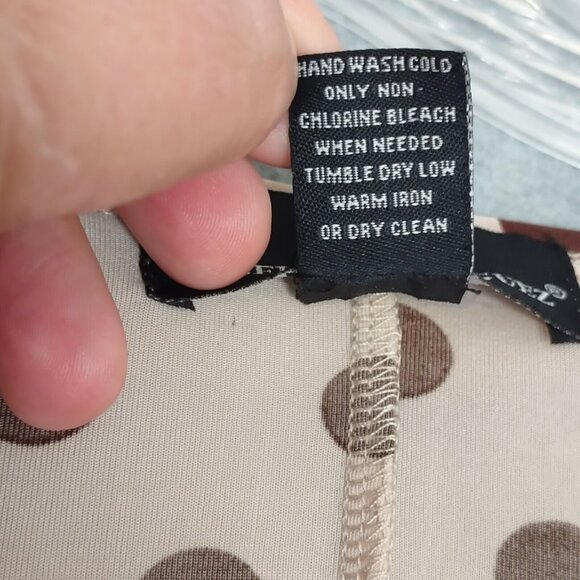 HAND WASH COLD
ONLY NON-
CHLORINE BLEACH
WHEN NEEDED
TUMBLE DRY LOW
WARM IRON
OR DRY CLEAN
®